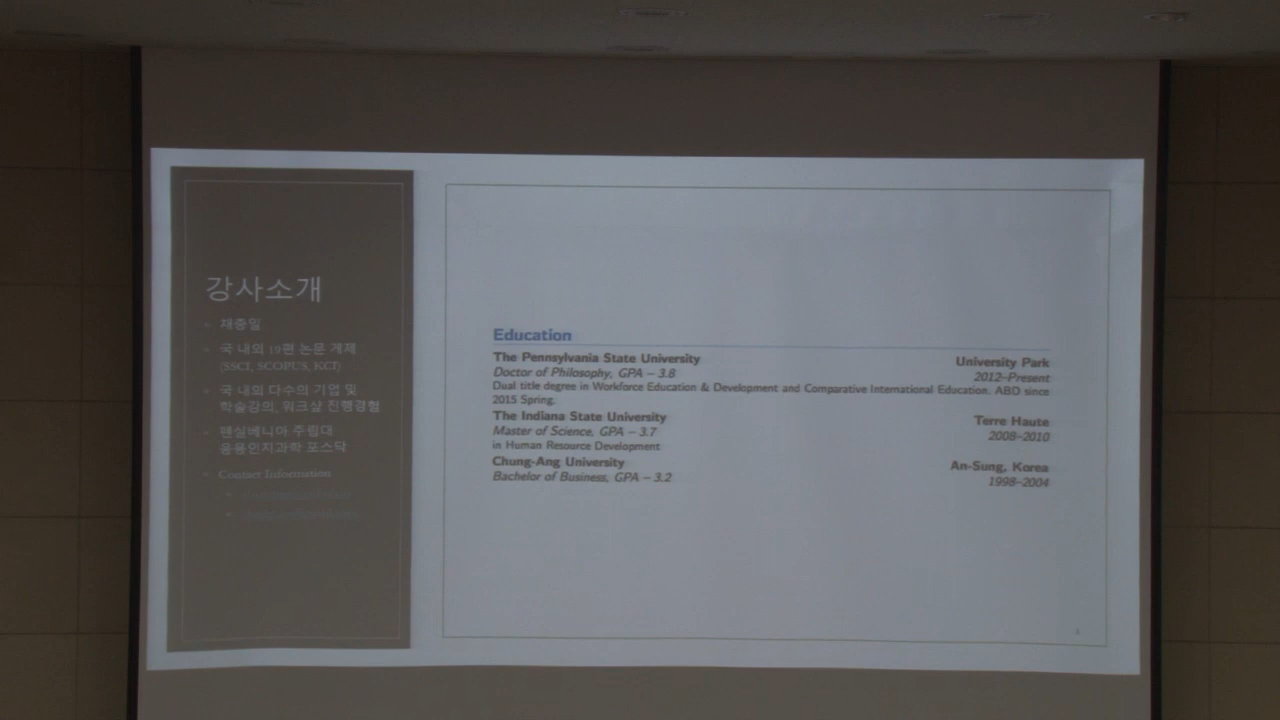 강사소개
채충일
국 내외 19편 논문 게제
(SSCI, SCOPUS, KCI)
국 내외 다수의 기업 및
학술강의, 워크샵 진행경험
펜실베니아 주립대
응용인지과학 포스닥
Contact Information
Education
The Pennsylvania State University University Park
Doctor of Philosophy, GPA – 3.8 2012–Present
Dual title degree in Workforce Education & Development and Comparative International Education. ABD since
2015 Spring.
The Indiana State University Terre Haute
Master of Science, GPA – 3.7 2008–2010
in Human Resource Development
Chung-Ang University An-Sung, Korea
Bachelor of Business, GPA – 3.2 1998–2004